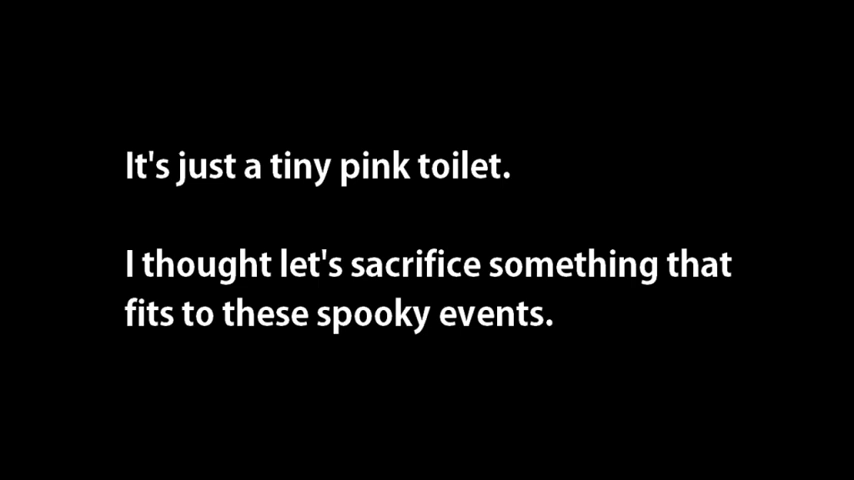 It's just a tiny pink toilet.
I thought let's sacrifice something that
fits to these spooky events.